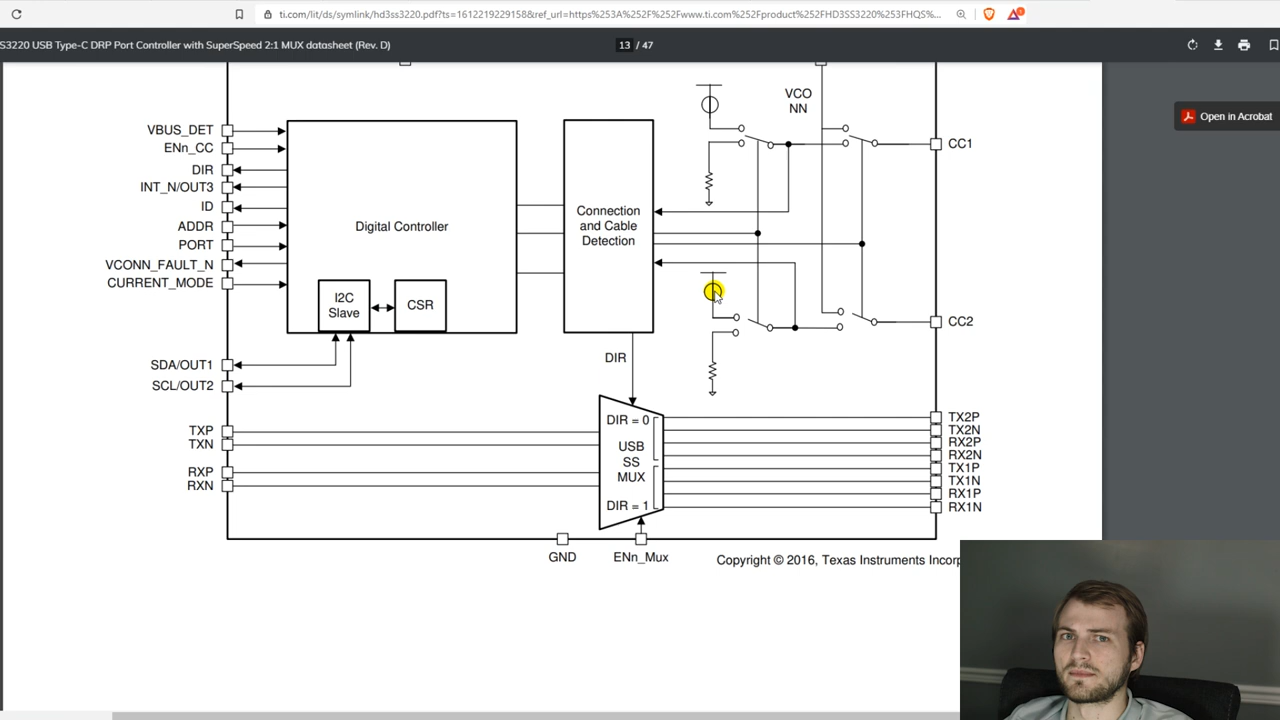 ti.com/lit/ds/symlink/hd3ss3220.pdf?ts=1612219229158&ref_url=https%253A%252F%252Fwww.ti.com%252Fproduct%252FHD3SS3220%253FHQS%...
S3220 USB Type-C DRP Port Controller with SuperSpeed 2:1 MUX datasheet (Rev. D)
13 / 47
Open in Acrobat
VCO
NN
VBUS_DET
ENn_CC
DIR
INT_N/OUT3
ID
ADDR
PORT
VCONN_FAULT_N
CURRENT_MODE
Digital Controller
I2C
Slave
CSR
Connection
and Cable
Detection
CC1
CC2
SDA/OUT1
SCL/OUT2
DIR
TXP
TXN
RXP
RXN
DIR = 0
USB
SS
MUX
DIR = 1
TX2P
TX2N
RX2P
RX2N
TX1P
TX1N
RX1P
RX1N
GND
ENn_Mux
Copyright © 2016, Texas Instruments Incorp